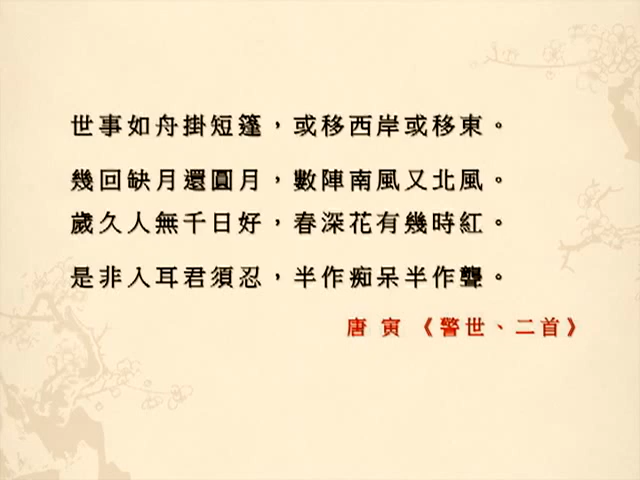 世事如舟掛短篷，或移西岸或移東。
幾回缺月還圓月，數陣南風又北風。
歲久人無千日好，春深花有幾時紅。
是非入耳君須忍，半作痴呆半作聾。
唐 寅 《警世、二首》